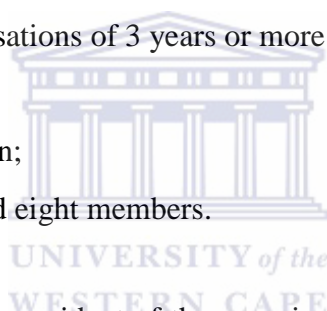 sations of 3 years or more
n;
eight members.
UNIVERSITY of the
WESTERN CAPE